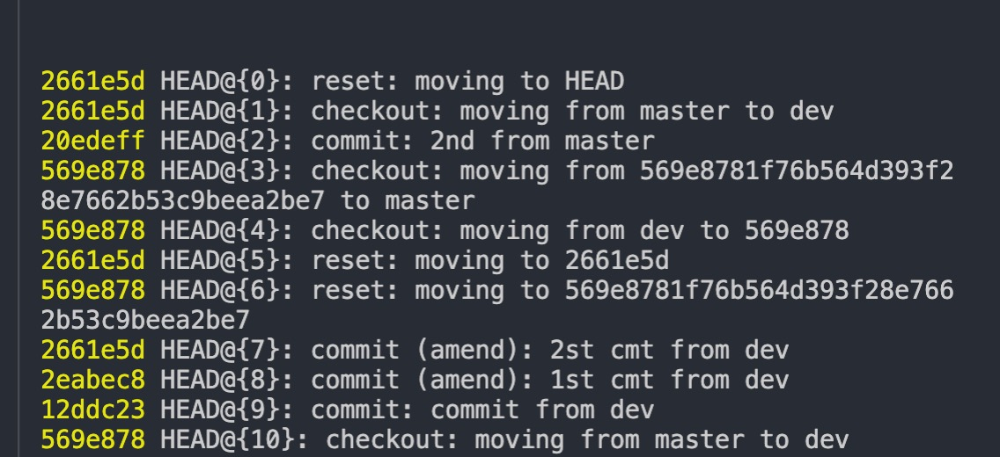 2661e5d HEAD@{0}: reset: moving to HEAD
2661e5d HEAD@{1}: checkout: moving from master to dev
20edeff HEAD@{2}: commit: 2nd from master
569e878 HEAD@{3}: checkout: moving from 569e8781f76b564d393f2
8e7662b53c9beea2be7 to master
569e878 HEAD@{4}: checkout: moving from dev to 569e878
2661e5d HEAD@{5}: reset: moving to 2661e5d
569e878 HEAD@{6}: reset: moving to 569e8781f76b564d393f28e766
2b53c9beea2be7
2661e5d HEAD@{7}: commit (amend): 2st cmt from dev
2eabec8 HEAD@{8}: commit (amend): 1st cmt from dev
12ddc23 HEAD@{9}: commit: commit from dev
569e878 HEAD@{10}: checkout: moving from master to dev